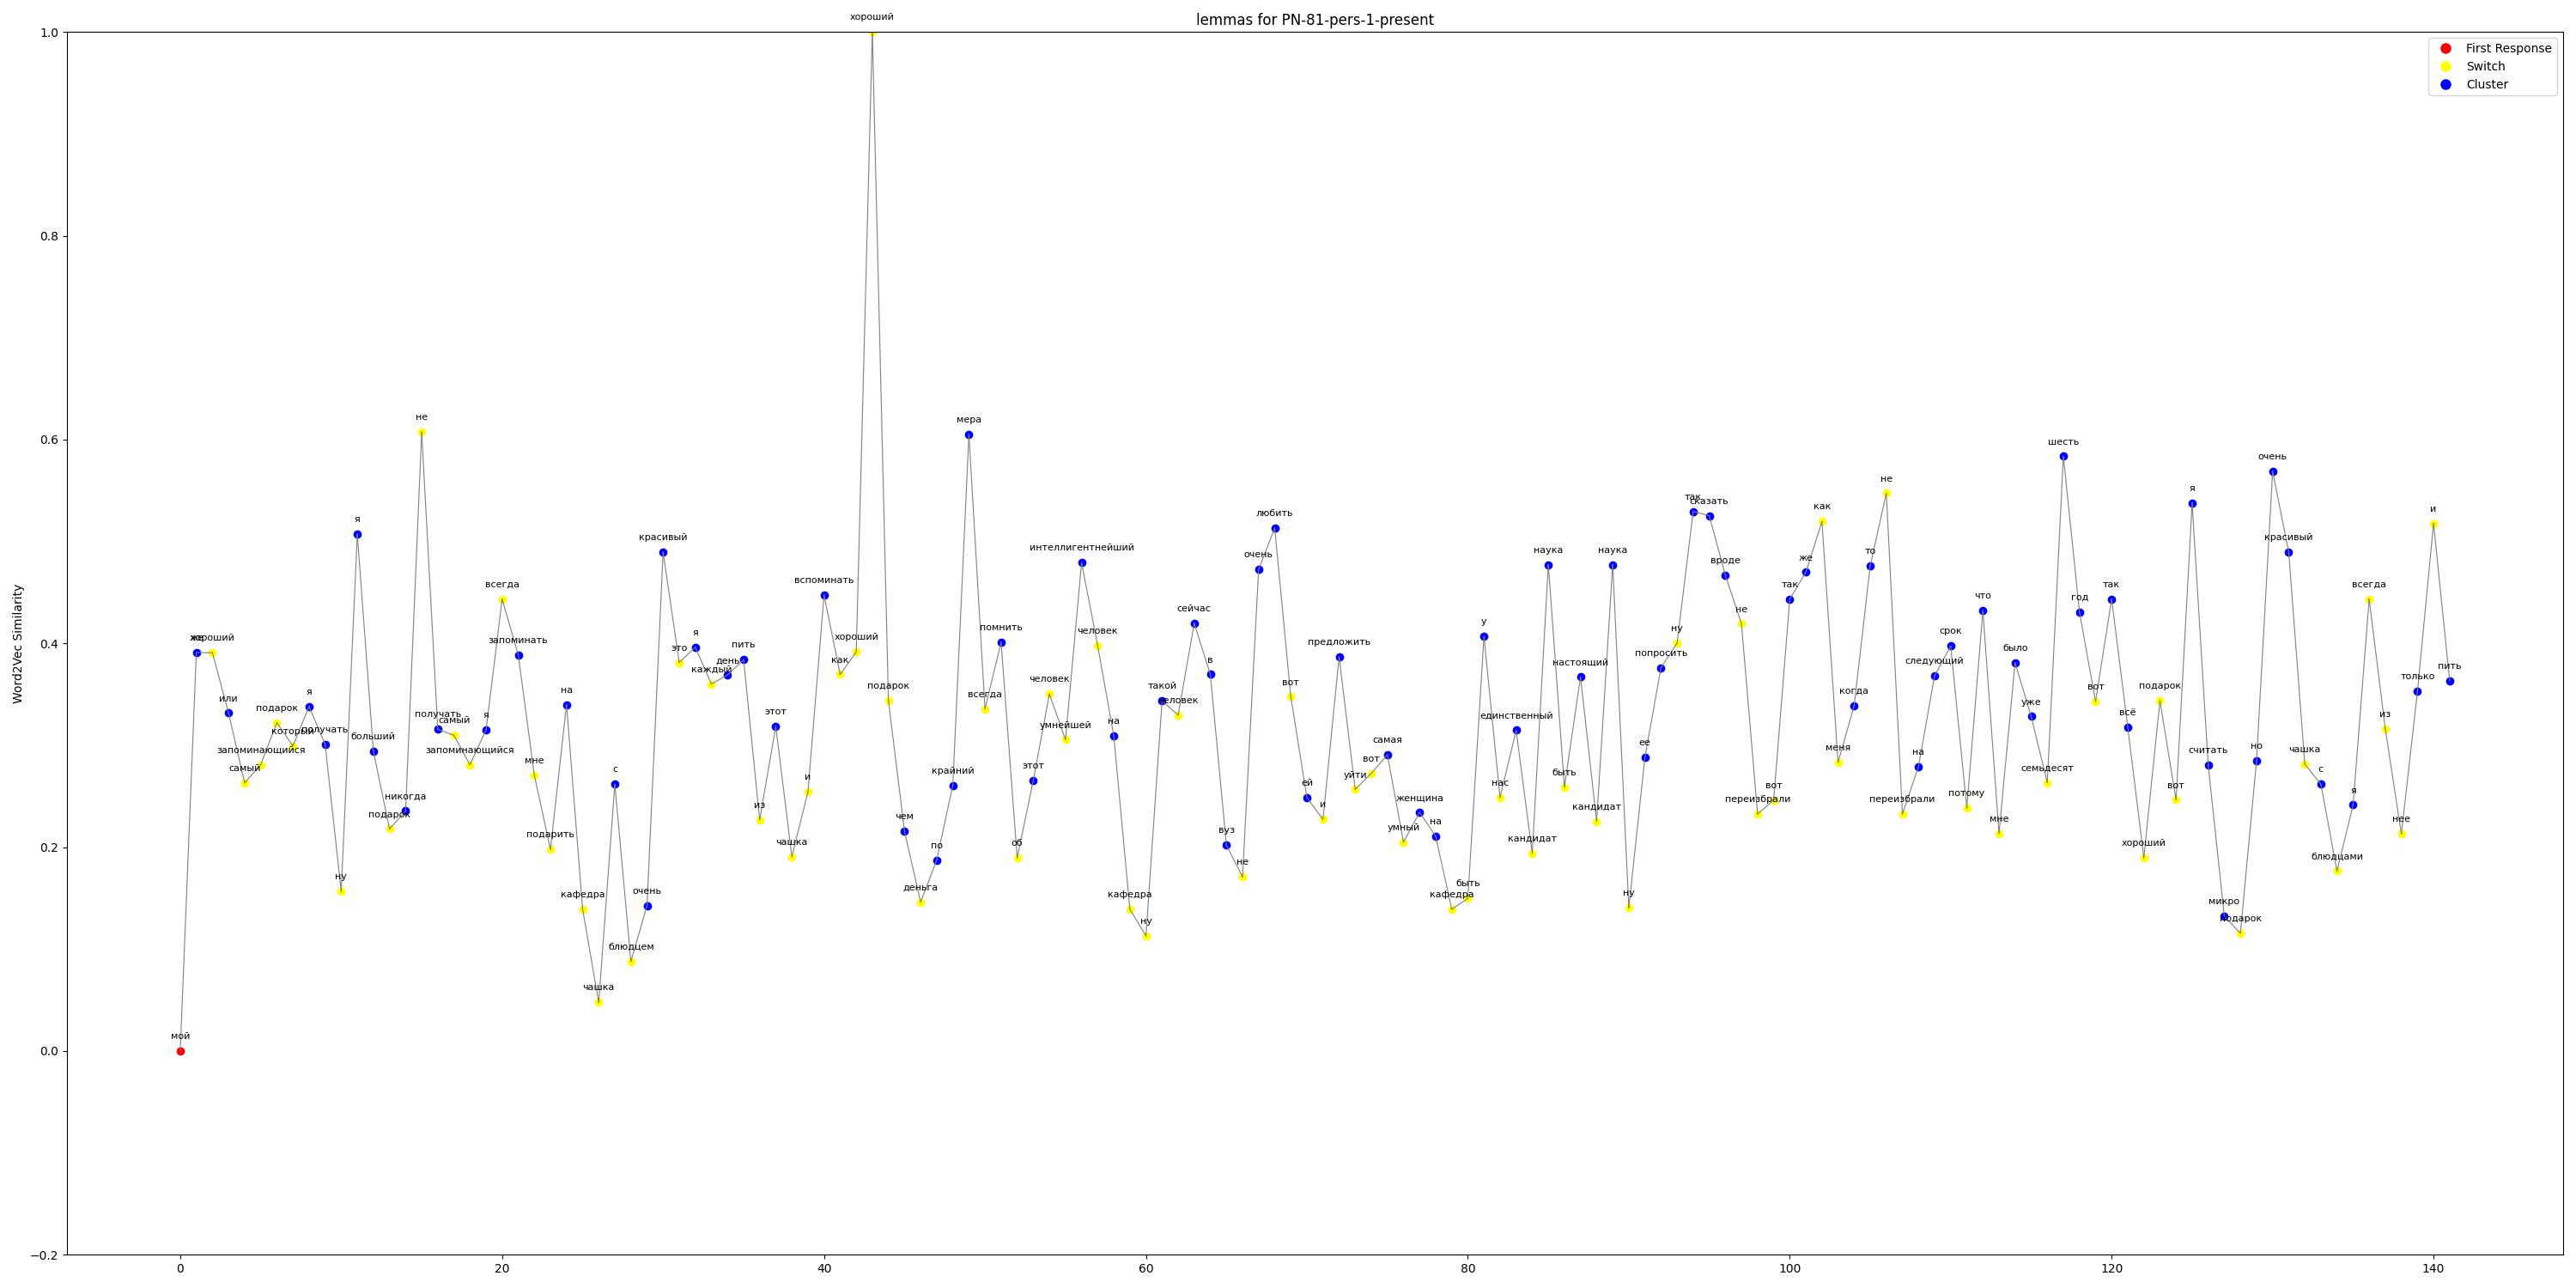 lemmas for PN-81-pers-1-present
First Response
Switch
Cluster
Word2Vec Similarity
1.0
0.8
0.6
0.4
0.2
0.0
−0.2
0
20
40
60
80
100
120
140
мой
же
хороший
или
самый
запоминающийся
подарок
который
я
получать
ну
я
больший
подарок
никогда
не
получать
самый
запоминающийся
я
всегда
запоминать
мне
подарить
на
кафедра
чашка
с
блюдцем
очень
красивый
это
я
каждый
день
пить
из
этот
чашка
и
вспоминать
как
хороший
хороший
подарок
чем
деньга
по
крайний
мера
всегда
помнить
об
этот
человек
умнейшей
интеллигентнейший
человек
на
кафедра
ну
такой
человек
сейчас
в
вуз
не
очень
любить
вот
ей
и
предложить
уйти
вот
самая
умный
женщина
на
кафедра
быть
у
нас
единственный
кандидат
наука
быть
настоящий
кандидат
наука
ну
ее
попросить
ну
так
сказать
вроде
не
переизбрали
вот
так
же
как
меня
когда
то
не
переизбрали
на
следующий
срок
потому
что
мне
было
уже
семьдесят
шесть
год
вот
так
всё
хороший
подарок
вот
я
считать
микро
подарок
но
очень
красивый
чашка
с
блюдцами
я
всегда
из
нее
только
и
пить